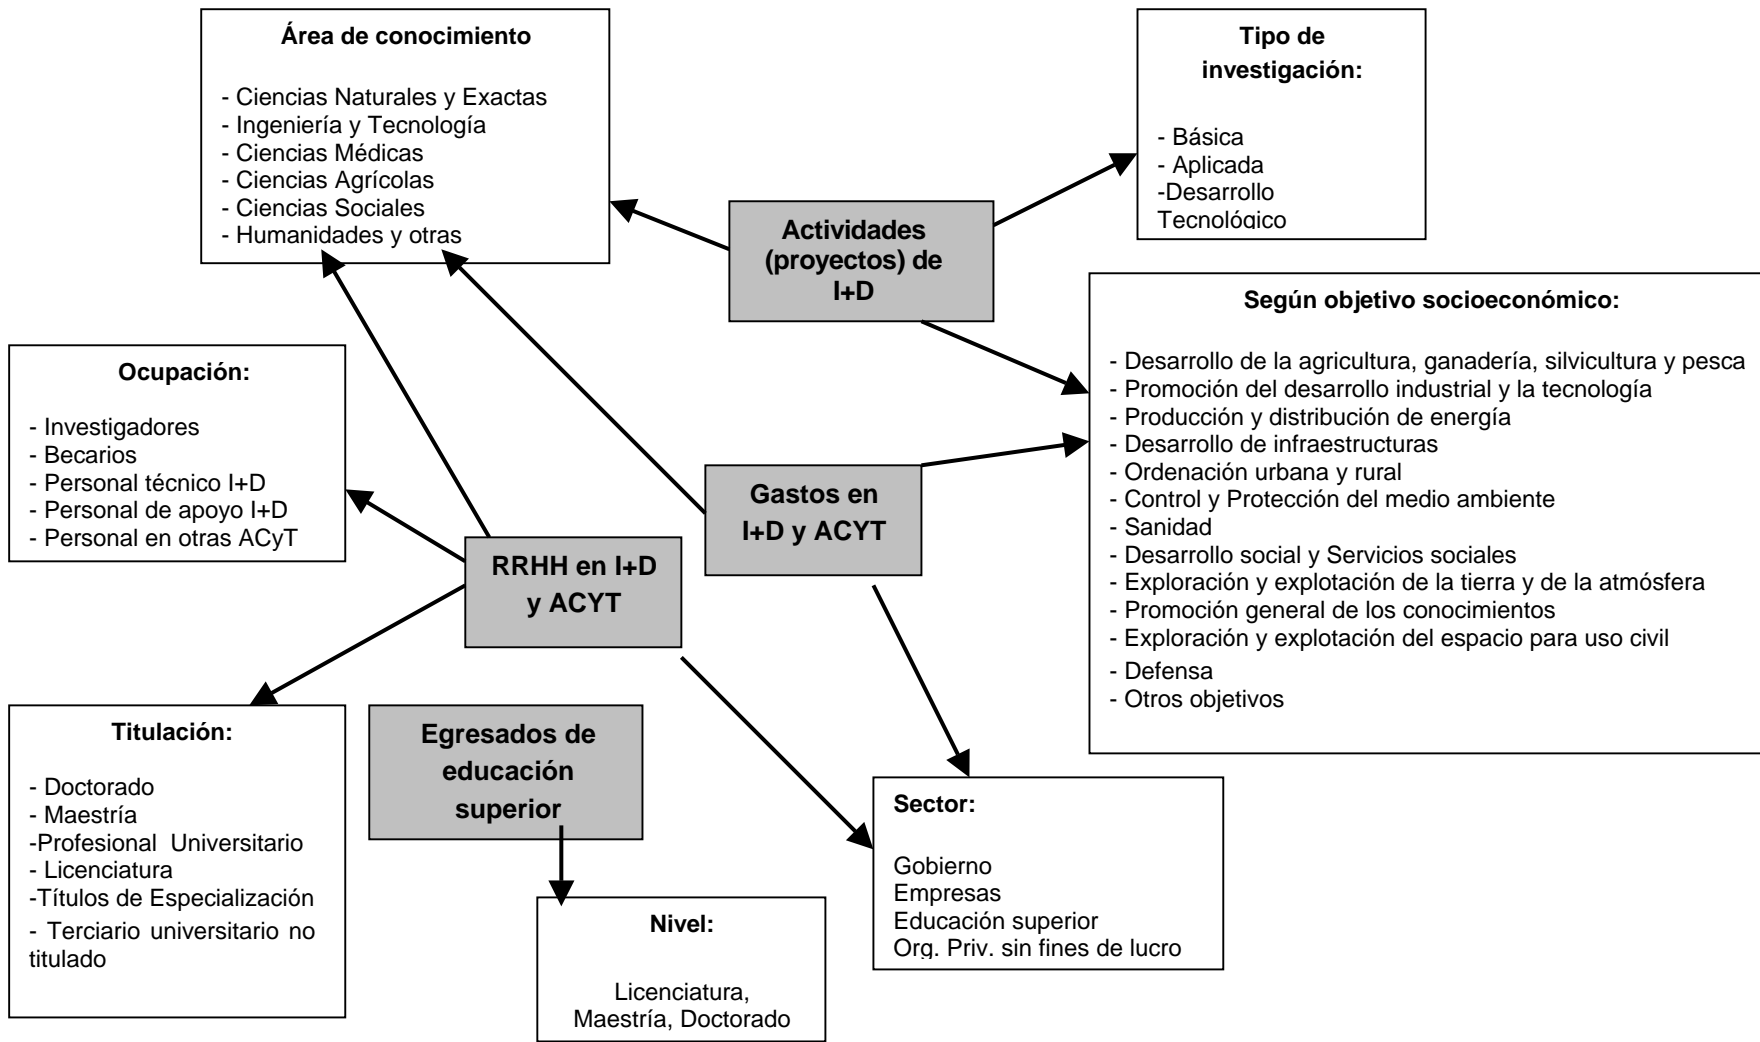 Área de conocimiento
- Ciencias Naturales y Exactas
- Ingeniería y Tecnología
- Ciencias Médicas
- Ciencias Agrícolas
- Ciencias Sociales
- Humanidades y otras
Tipo de
investigación:
- Básica
- Aplicada
-Desarrollo
Tecnológico
Actividades
(proyectos) de
I+D
Según objetivo socioeconómico:
- Desarrollo de la agricultura, ganadería, silvicultura y pesca
- Promoción del desarrollo industrial y la tecnología
- Producción y distribución de energía
- Desarrollo de infraestructuras
- Ordenación urbana y rural
- Control y Protección del medio ambiente
- Sanidad
- Desarrollo social y Servicios sociales
- Exploración y explotación de la tierra y de la atmósfera
- Promoción general de los conocimientos
- Exploración y explotación del espacio para uso civil
- Defensa
- Otros objetivos
Ocupación:
- Investigadores
- Becarios
- Personal técnico I+D
- Personal de apoyo I+D
- Personal en otras ACyT
Gastos en
I+D y ACYT
RRHH en I+D
y ACYT
Titulación:
- Doctorado
- Maestría
-Profesional Universitario
- Licenciatura
-Títulos de Especialización
- Terciario universitario no
titulado
Egresados de
educación
superior
Sector:
Gobierno
Empresas
Educación superior
Org. Priv. sin fines de lucro
Nivel:
Licenciatura,
Maestría, Doctorado